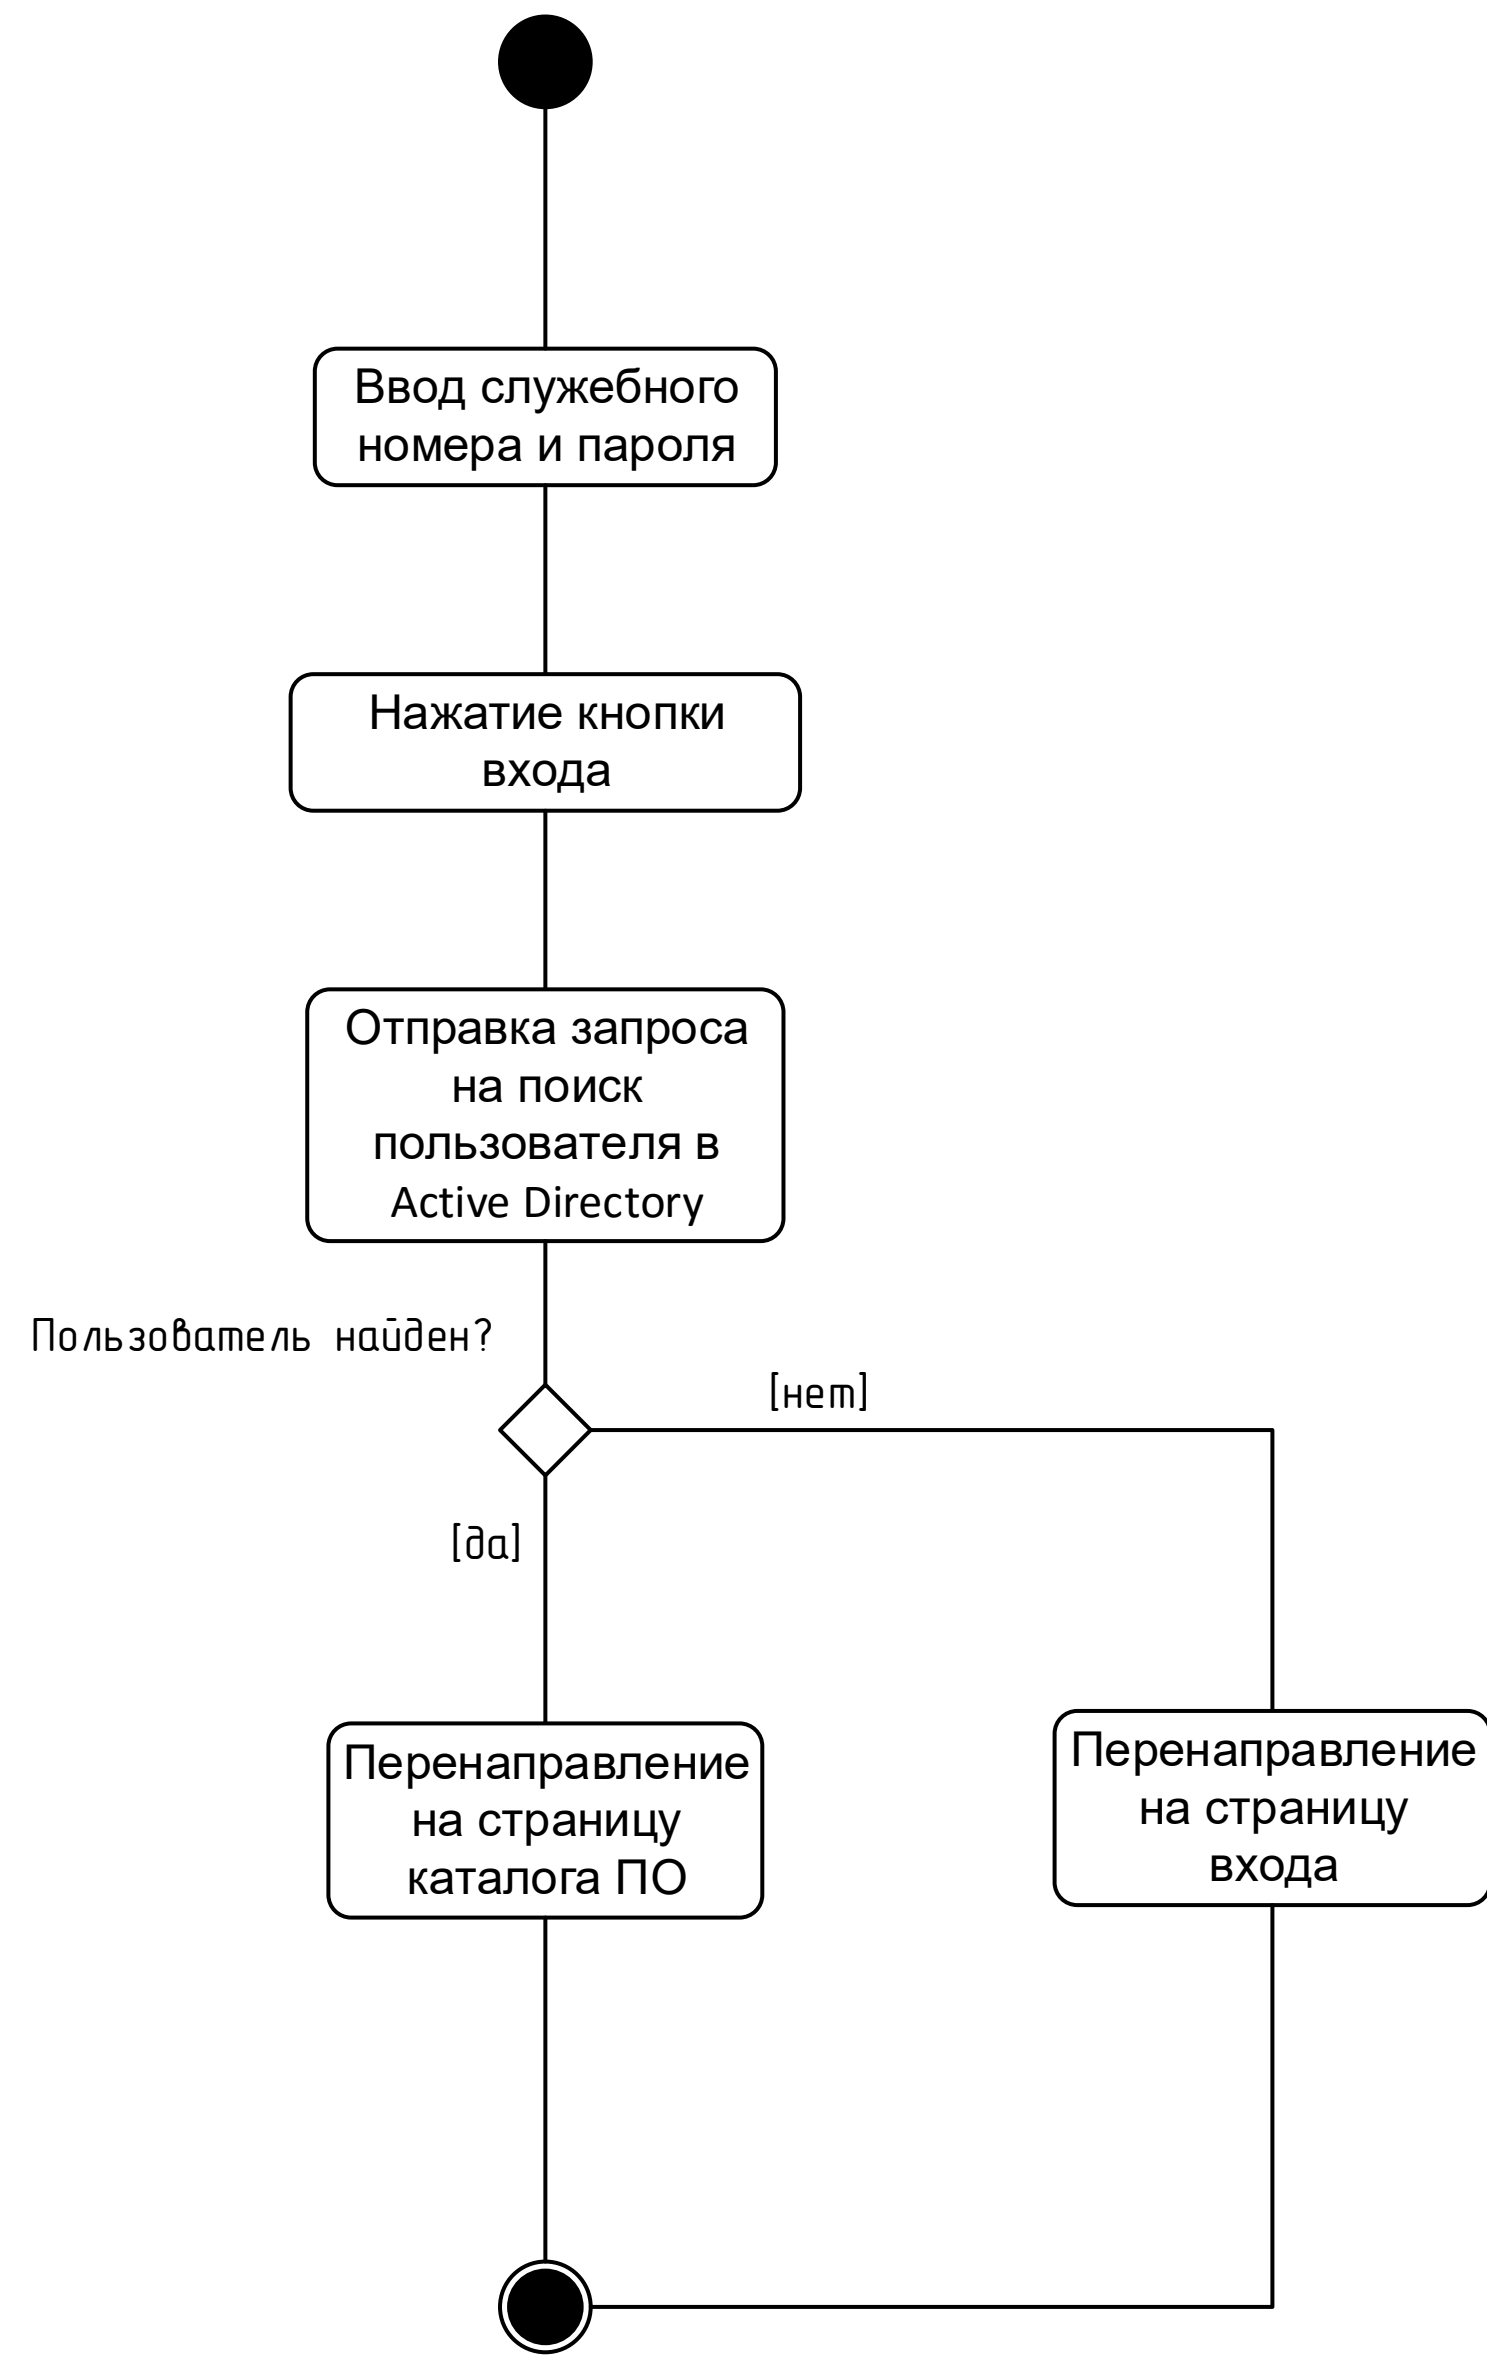 Ввод служебного
номера и пароля
Нажатие кнопки
входа
Отправка запроса
на поиск
пользователя в
Active Directory
Пользователь найден?
[нет]
[да]
Перенаправление
на страницу
каталога ПО
Перенаправление
на страницу
входа